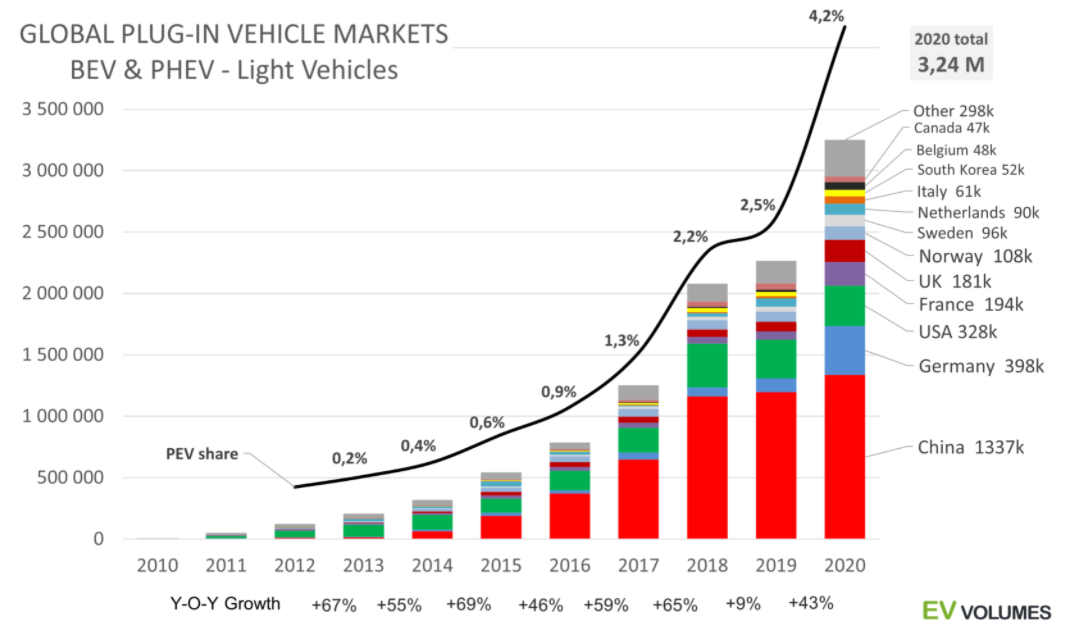 GLOBAL PLUG-IN VEHICLE MARKETS
BEV & PHEV - Light Vehicles
4,2%
2020 total
3,24 M
3 500 000
3 000 000
2 500 000
2 000 000
1 500 000
1 000 000
500 000
0
PEV share
0,2%
0,4%
0,6%
0,9%
1,3%
2,2%
2,5%
Other 298k
Canada 47k
Belgium 48k
South Korea 52k
Italy 61k
Netherlands 90k
Sweden 96k
Norway 108k
UK 181k
France 194k
USA 328k
Germany 398k
China 1337k
2010 2011 2012 2013 2014 2015 2016 2017 2018 2019 2020
Y-O-Y Growth +67% +55% +69% +46% +59% +65% +9% +43%
EV VOLUMES